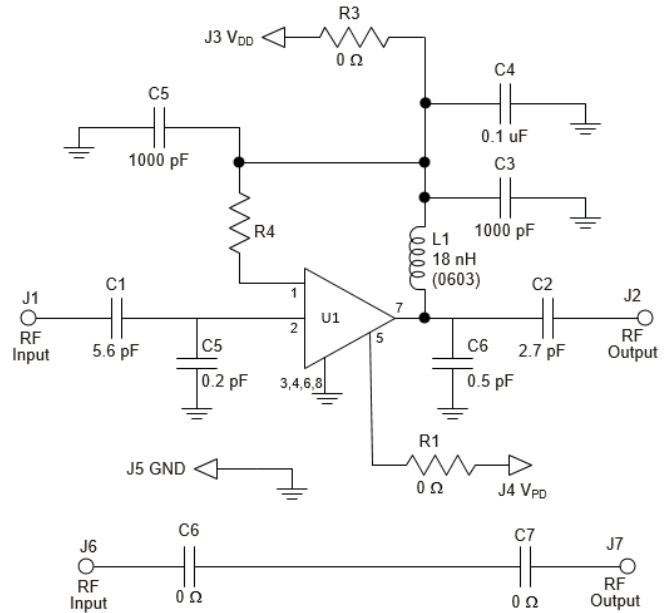 R3
J3 VDD
0 Ω
C5
1000 pF
C4
0.1 uF
C3
1000 pF
R4
L1
18 nH
(0603)
J1
RF
Input
C1
5.6 pF
C5
0.2 pF
1
2
U1
3,4,6,8
7
5
C6
0.5 pF
C2
2.7 pF
J2
RF
Output
J5 GND
R1
0 Ω
J4 VPD
J6
RF
Input
C6
0 Ω
C7
0 Ω
J7
RF
Output